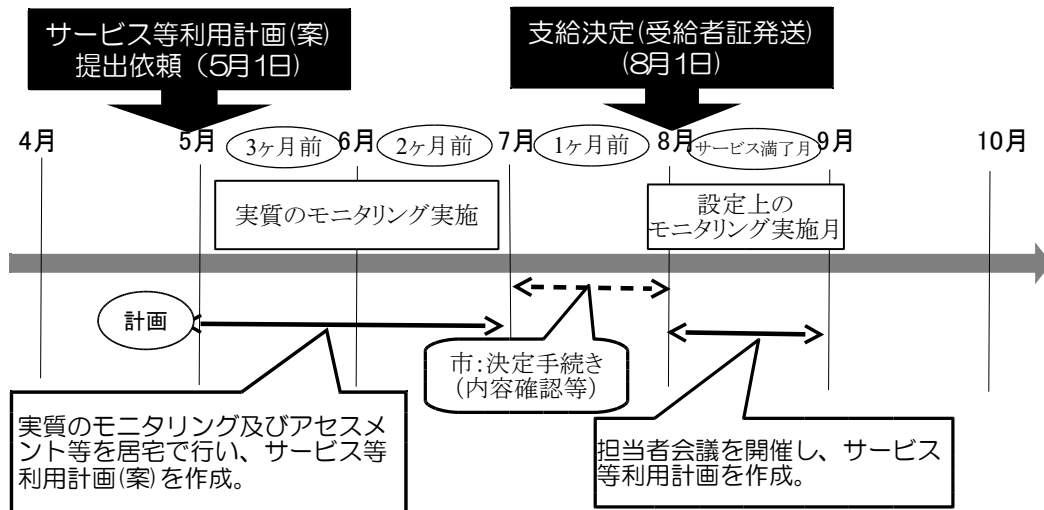 サービス等利用計画(案)
提出依頼（5月1日）
支給決定(受給者証発送)
(8月1日)
4月
5月
3ヶ月前
6月
2ヶ月前
7月
1ヶ月前
8月
サービス満了月
9月
10月
実質のモニタリング実施
設定上の
モニタリング実施月
計画
市:決定手続き
(内容確認等)
実質のモニタリング及びアセスメ
ント等を居宅で行い、サービス等
利用計画(案)を作成。
担当者会議を開催し、サービス
等利用計画を作成。